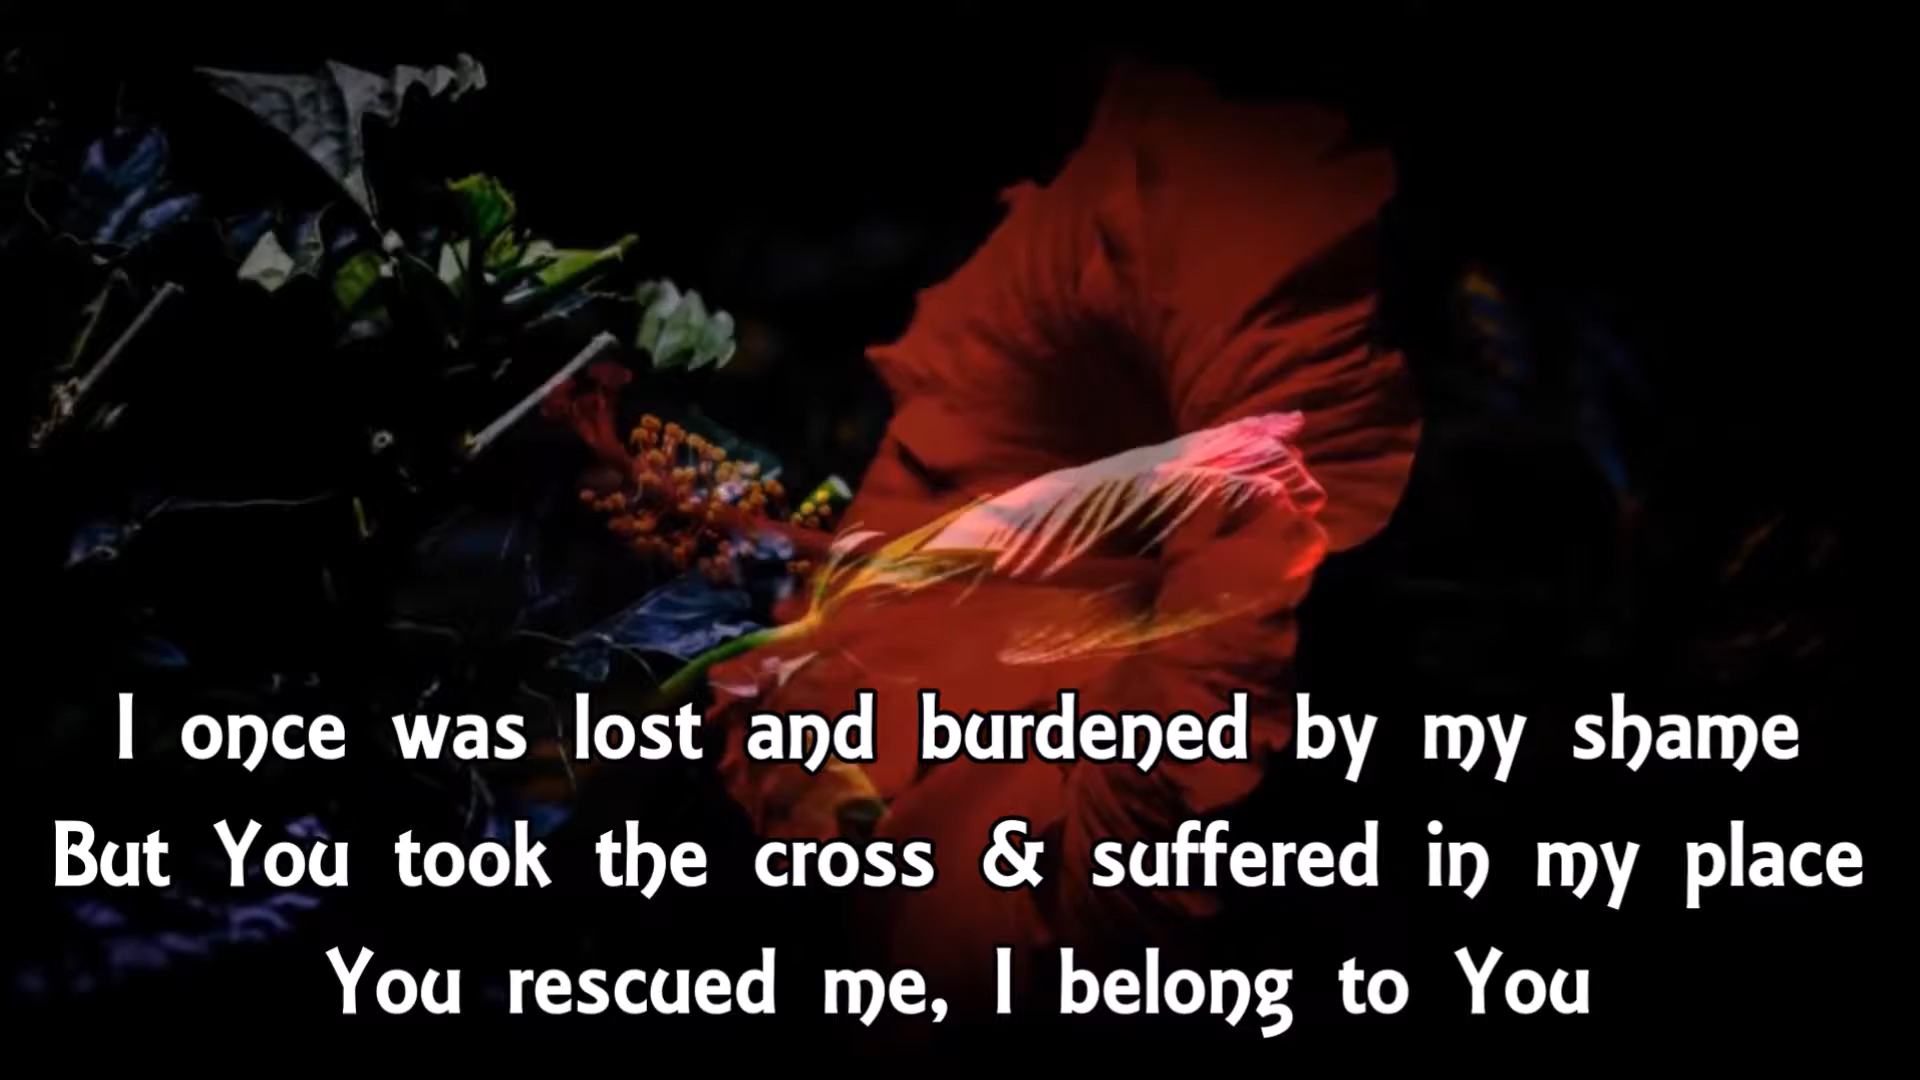 I once was lost and burdened by my shame
But You took the cross & suffered in my place
You rescued me, I belong to You